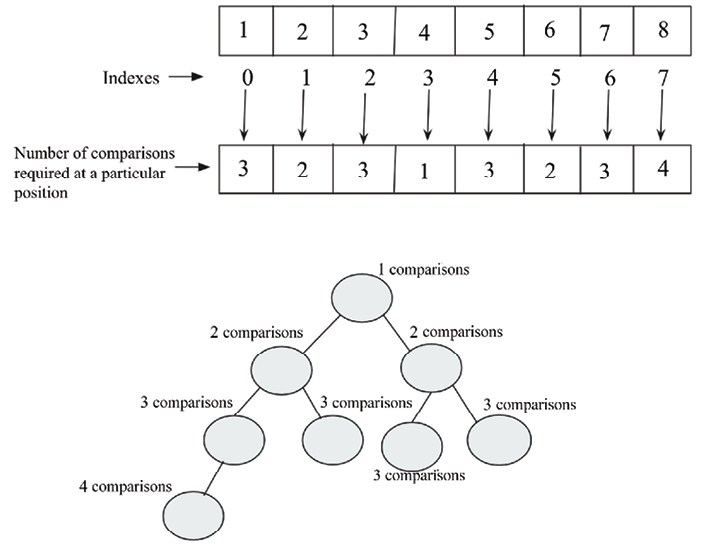 1 2 3 4 5 6 7 8
Indexes 0 1 2 3 4 5 6 7
Number of comparisons
required at a particular
position
3 2 3 1 3 2 3 4
1 comparisons
2 comparisons 2 comparisons
3 comparisons 3 comparisons 3 comparisons
3 comparisons
4 comparisons